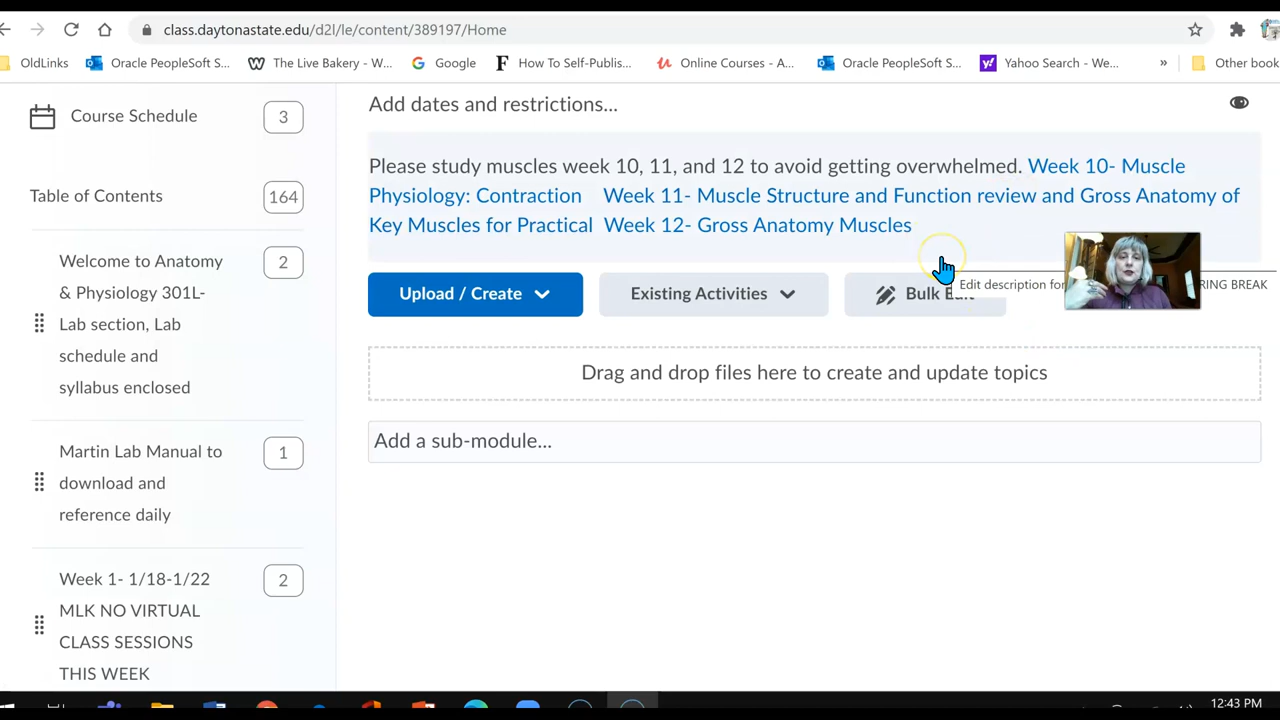 class.daytonastate.edu/d2l/le/content/389197/Home
OldLinks Oracle PeopleSoft S... The Live Bakery - W... Google How To Self-Publis... Online Courses - A... Oracle PeopleSoft S... Yahoo Search - We... » Other book
Course Schedule 3
Table of Contents 164
Welcome to Anatomy 2
& Physiology 301L-
Lab section, Lab
schedule and
syllabus enclosed
Martin Lab Manual to 1
download and
reference daily
Week 1- 1/18-1/22 2
MLK NO VIRTUAL
CLASS SESSIONS
THIS WEEK
Add dates and restrictions...
Please study muscles week 10, 11, and 12 to avoid getting overwhelmed. Week 10- Muscle
Physiology: Contraction Week 11- Muscle Structure and Function review and Gross Anatomy of
Key Muscles for Practical Week 12- Gross Anatomy Muscles
Edit description for RING BREAK
Upload / Create Existing Activities Bulk Edit
Drag and drop files here to create and update topics
Add a sub-module...
12:43 PM